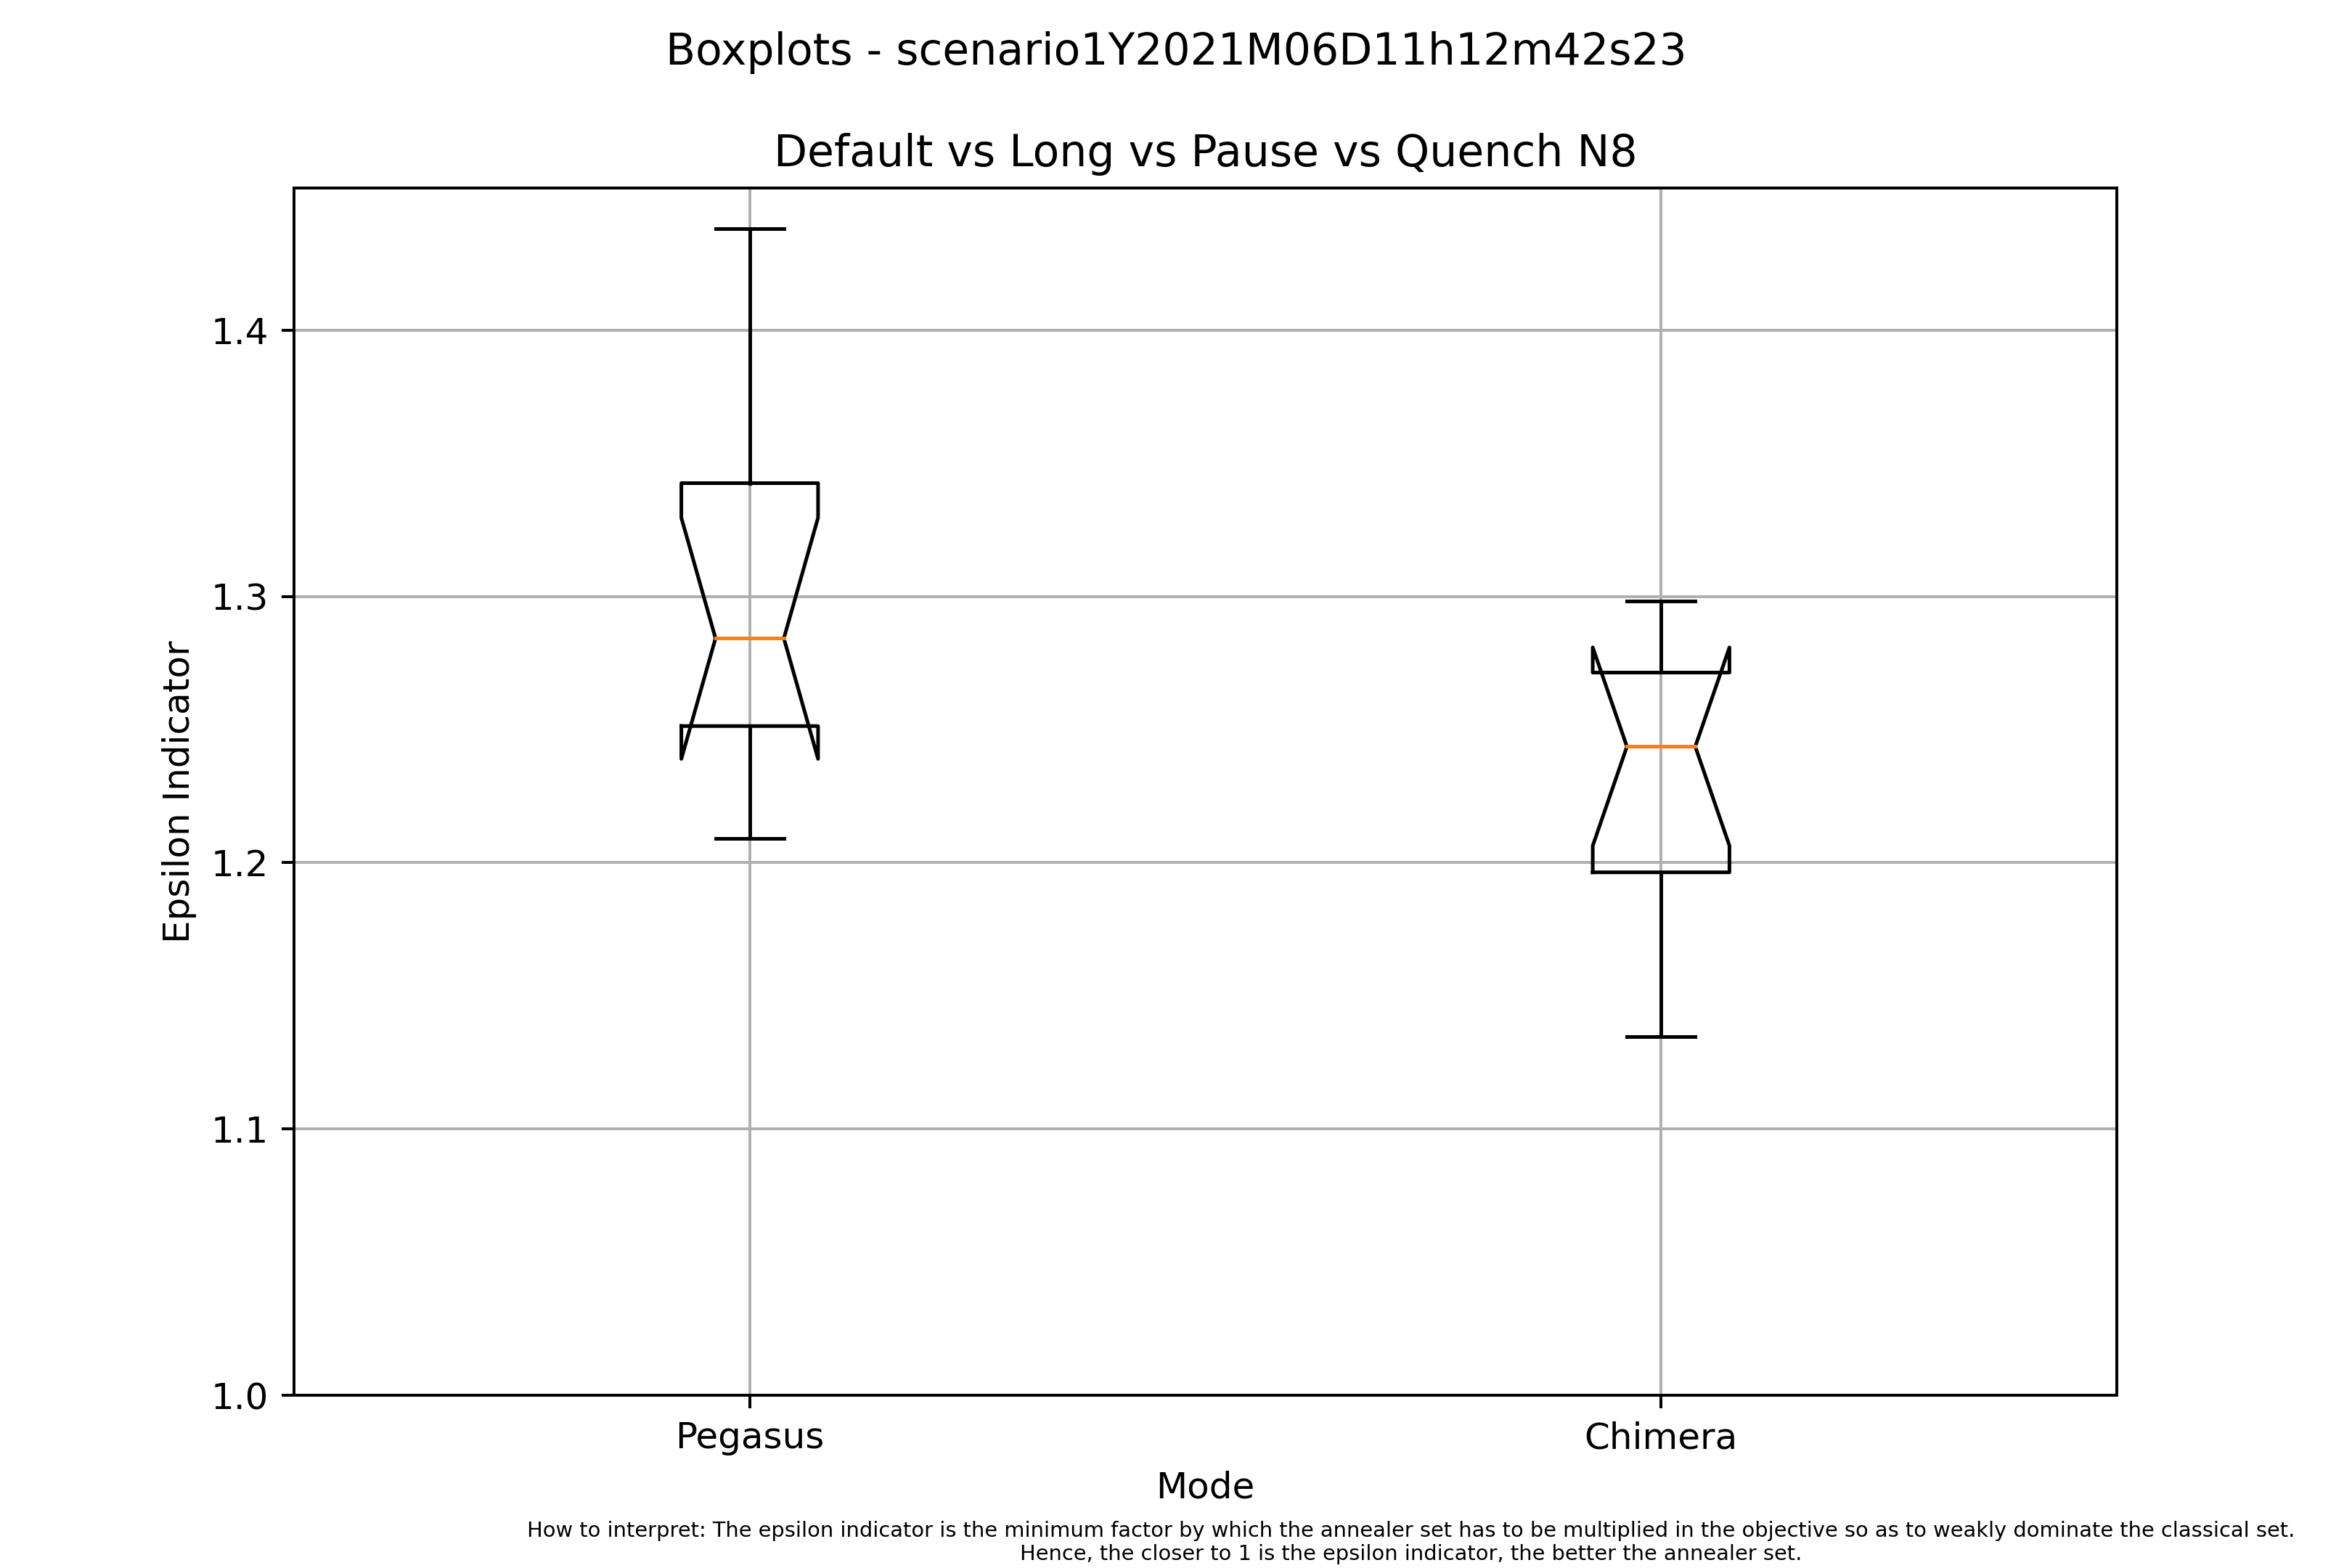 Boxplots - scenario1Y2021M06D11h12m42s23
Default vs Long vs Pause vs Quench N8
Epsilon Indicator
1.4
1.3
1.2
1.1
1.0
Pegasus
Chimera
Mode
How to interpret: The epsilon indicator is the minimum factor by which the annealer set has to be multiplied in the objective so as to weakly dominate the classical set.
Hence, the closer to 1 is the epsilon indicator, the better the annealer set.